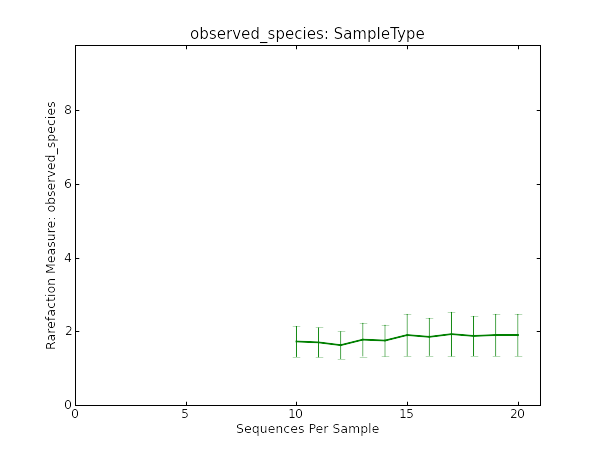 observed_species: SampleType
Rarefaction Measure: observed_species
8
6
4
2
0
0 5 10 15 20
Sequences Per Sample